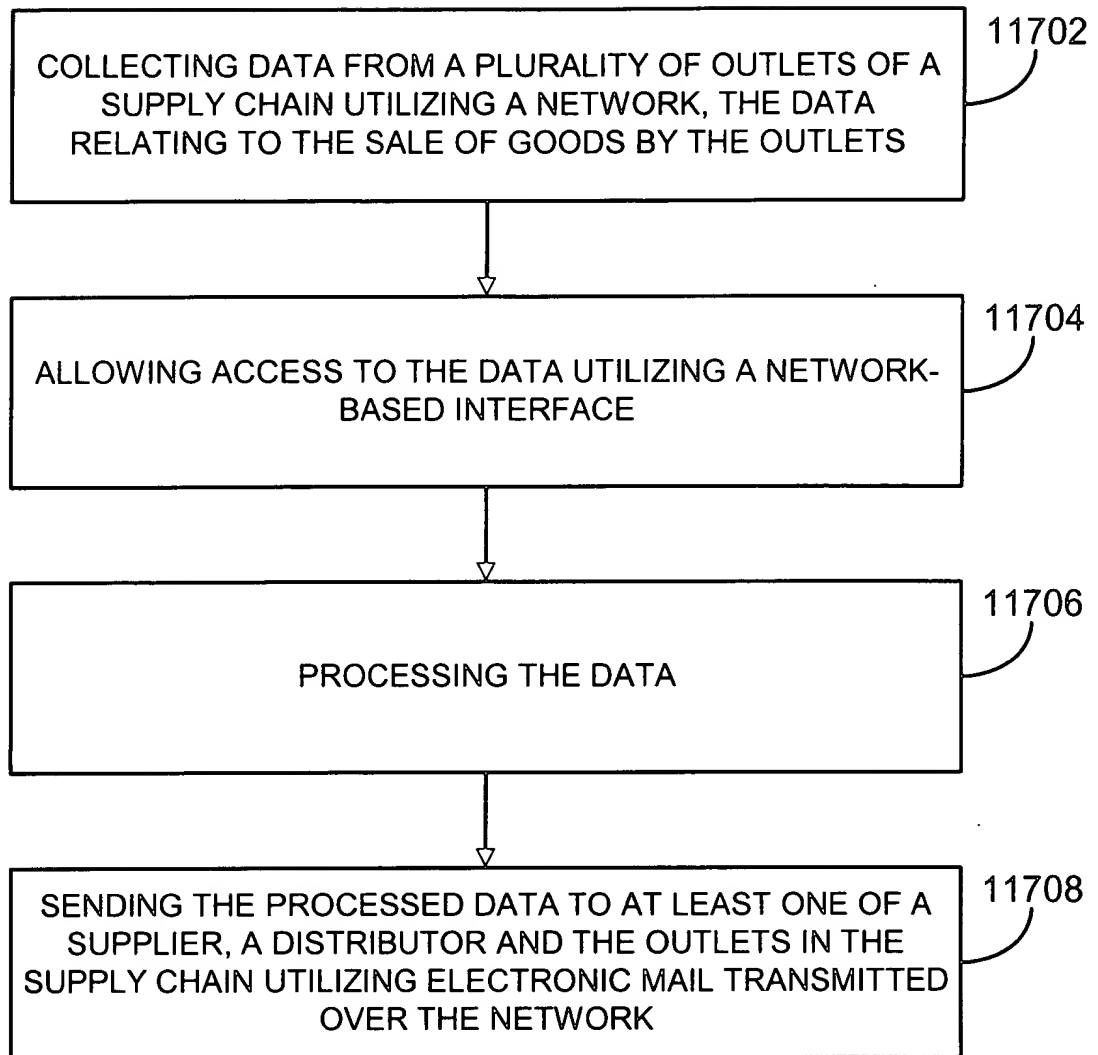 11702
COLLECTING DATA FROM A PLURALITY OF OUTLETS OF A
SUPPLY CHAIN UTILIZING A NETWORK, THE DATA
RELATING TO THE SALE OF GOODS BY THE OUTLETS
11704
ALLOWING ACCESS TO THE DATA UTILIZING A NETWORK-
BASED INTERFACE
11706
PROCESSING THE DATA
11708
SENDING THE PROCESSED DATA TO AT LEAST ONE OF A
SUPPLIER, A DISTRIBUTOR AND THE OUTLETS IN THE
SUPPLY CHAIN UTILIZING ELECTRONIC MAIL TRANSMITTED
OVER THE NETWORK